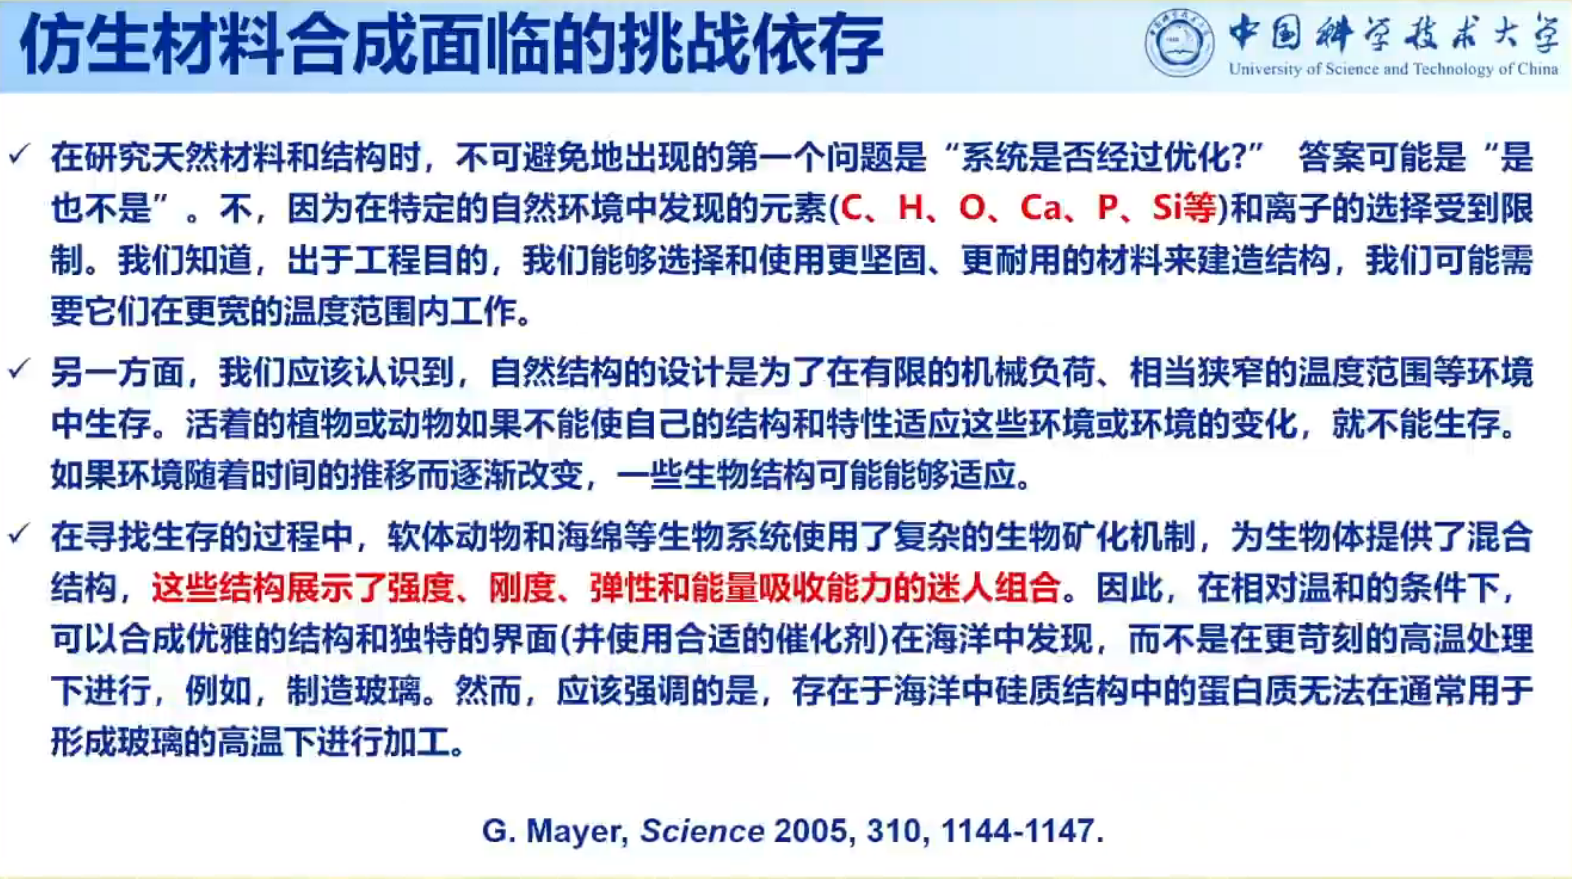 仿生材料合成面临的挑战依存
中国科学技术大学
University of Science and Technology of China
✓ 在研究天然材料和结构时，不可避免地出现的第一个问题是“系统是否经过优化?” 答案可能是“是
也不是”。不，因为在特定的自然环境中发现的元素(C、H、O、Ca、P、Si等)和离子的选择受到限
制。我们知道，出于工程目的，我们能够选择和使用更坚固、更耐用的材料来建造结构，我们可能需
要它们在更宽的温度范围内工作。
✓ 另一方面，我们应该认识到，自然结构的设计是为了在有限的机械负荷、相当狭窄的温度范围等环境
中生存。活着的植物或动物如果不能使自己的结构和特性适应这些环境或环境的变化，就不能生存。
如果环境随着时间的推移而逐渐改变，一些生物结构可能能够适应。
✓ 在寻找生存的过程中，软体动物和海绵等生物系统使用了复杂的生物矿化机制，为生物体提供了混合
结构，这些结构展示了强度、刚度、弹性和能量吸收能力的迷人组合。因此，在相对温和的条件下，
可以合成优雅的结构和独特的界面(并使用合适的催化剂)在海洋中发现，而不是在更苛刻的高温处理
下进行，例如，制造玻璃。然而，应该强调的是，存在于海洋中硅质结构中的蛋白质无法在通常用于
形成玻璃的高温下进行加工。
G. Mayer, Science 2005, 310, 1144-1147.